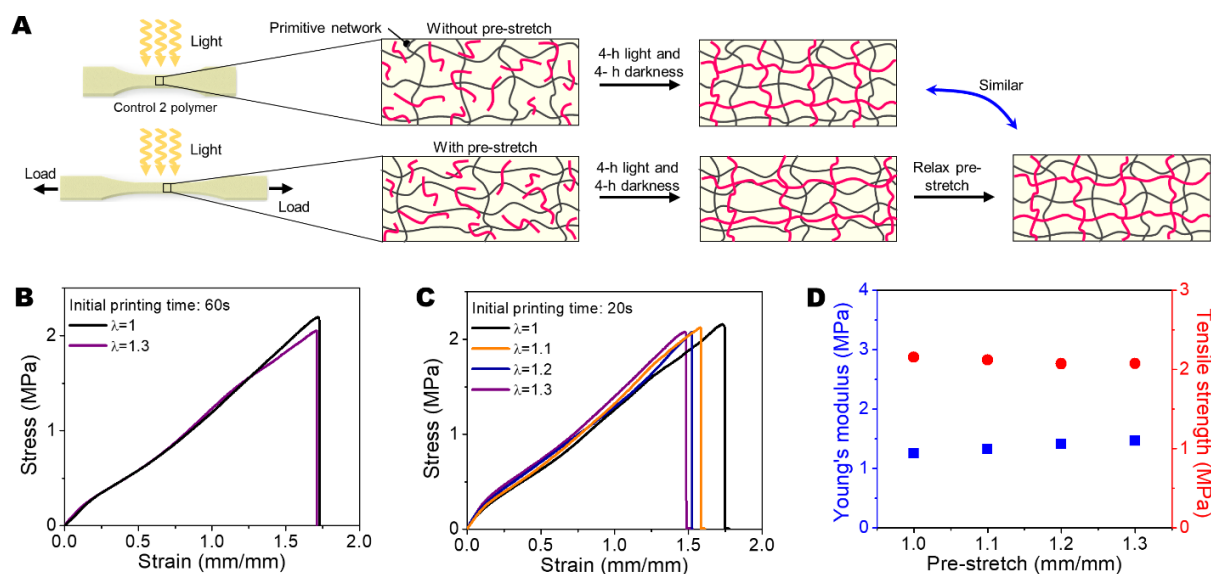 A
Light
Control 2 polymer
Primitive network
Without pre-stretch
4-h light and
4- h darkness
Similar
Light
Load
Load
With pre-stretch
4-h light and
4-h darkness
Relax pre-
stretch
B
Initial printing time: 60s
λ=1
λ=1.3
Stress (MPa)
2
1
0
0.0 0.5 1.0 1.5 2.0
Strain (mm/mm)
C
Initial printing time: 20s
λ=1
λ=1.1
λ=1.2
λ=1.3
Stress (MPa)
2
1
0
0.0 0.5 1.0 1.5 2.0
Strain (mm/mm)
D
Young's modulus (MPa)
4
3
2
1
0
Tensile strength (MPa)
3
2
1
0
1.0 1.1 1.2 1.3
Pre-stretch (mm/mm)